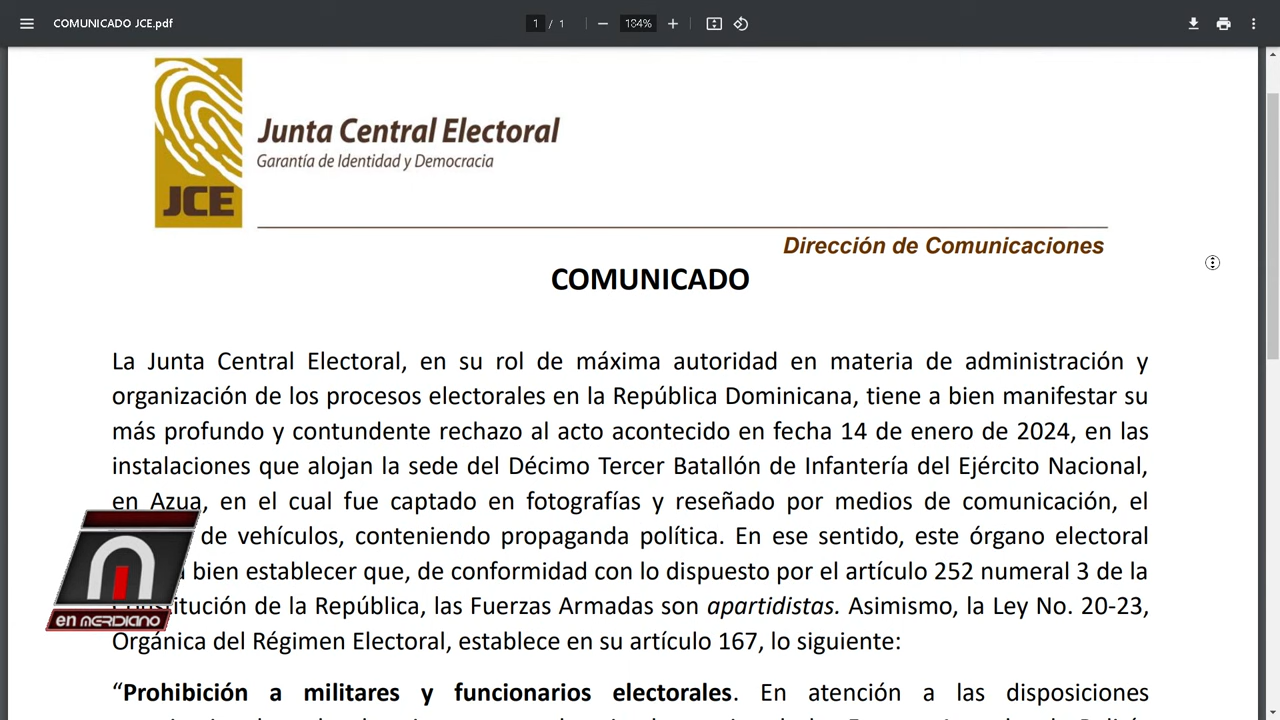 COMUNICADO JCE.pdf
1 / 1
184%
JCE
Junta Central Electoral
Garantía de Identidad y Democracia
Dirección de Comunicaciones
COMUNICADO
La Junta Central Electoral, en su rol de máxima autoridad en materia de administración y
organización de los procesos electorales en la República Dominicana, tiene a bien manifestar su
más profundo y contundente rechazo al acto acontecido en fecha 14 de enero de 2024, en las
instalaciones que alojan la sede del Décimo Tercer Batallón de Infantería del Ejército Nacional,
en Azua, en el cual fue captado en fotografías y reseñado por medios de comunicación, el
de vehículos, conteniendo propaganda política. En ese sentido, este órgano electoral
bien establecer que, de conformidad con lo dispuesto por el artículo 252 numeral 3 de la
Constitución de la República, las Fuerzas Armadas son apartidistas. Asimismo, la Ley No. 20-23,
Orgánica del Régimen Electoral, establece en su artículo 167, lo siguiente:
“Prohibición a militares y funcionarios electorales. En atención a las disposiciones
en MERDIANO